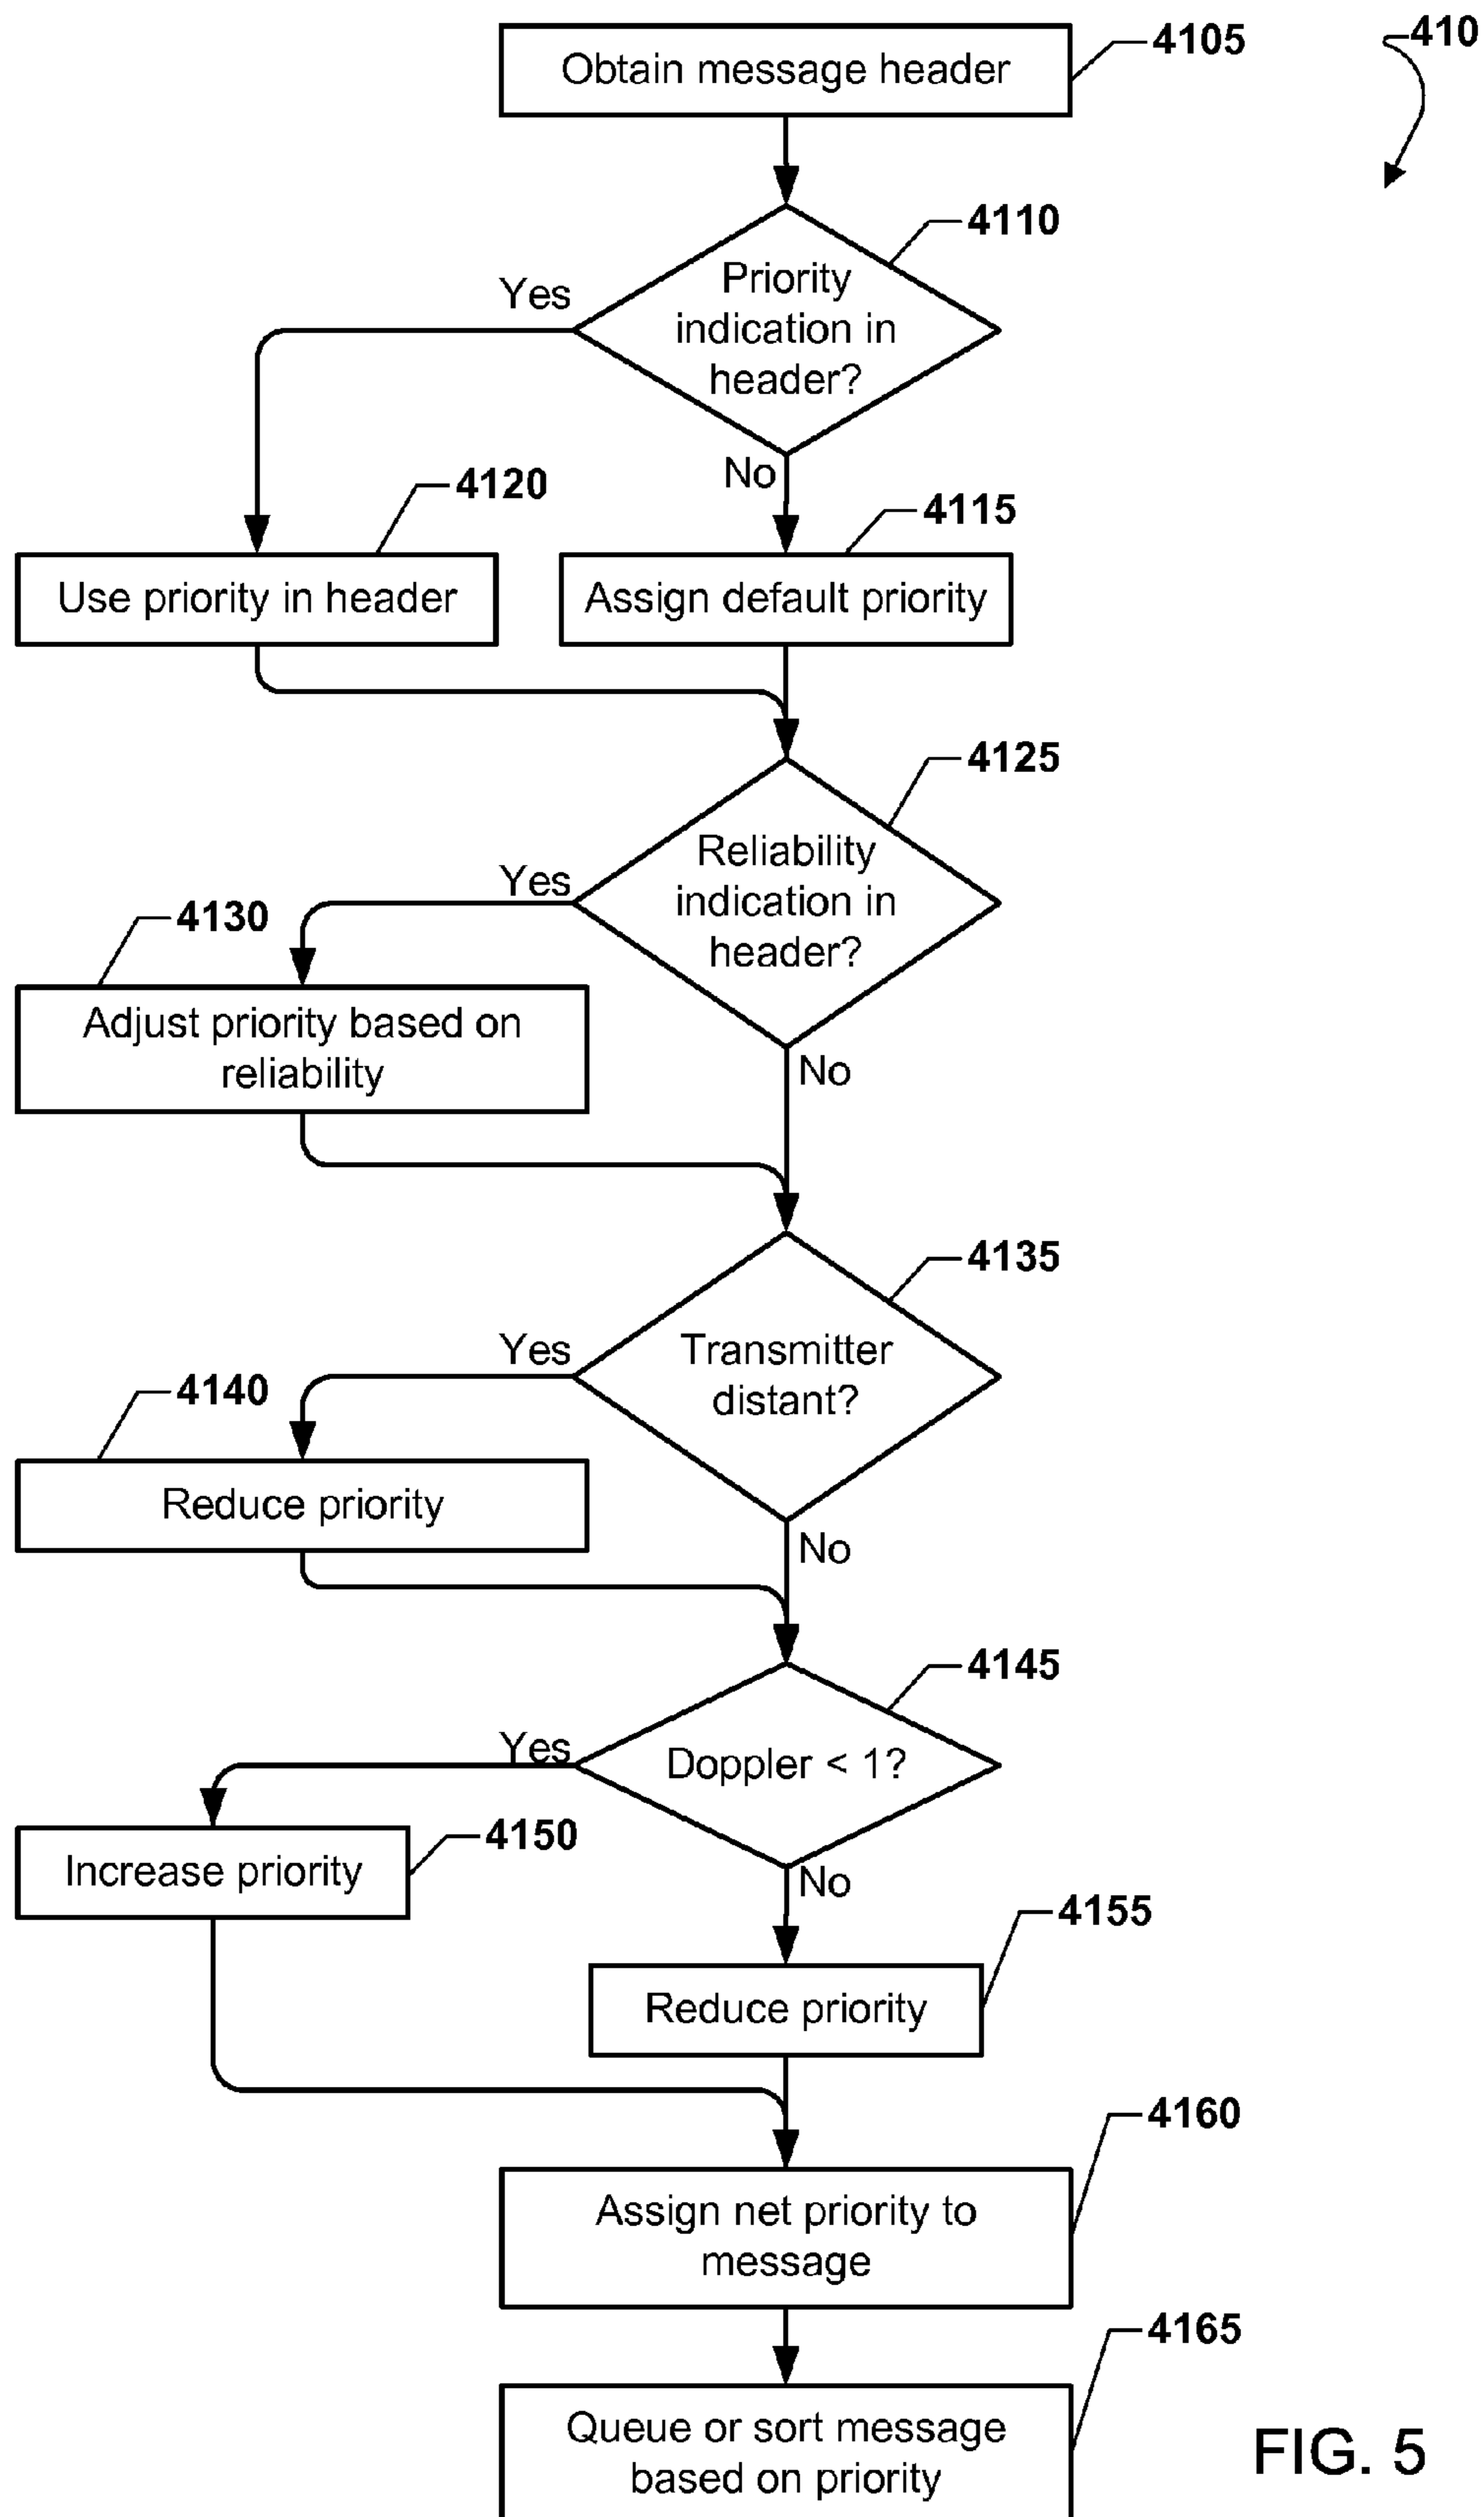 Obtain message header
4105
410
4110
Priority
indication in
header?
Yes
No
4120
4115
Use priority in header
Assign default priority
4125
Reliability
indication in
header?
Yes
4130
Adjust priority based on
reliability
No
4135
Transmitter
distant?
Yes
4140
Reduce priority
No
4145
Yes
Doppler < 1?
4150
Increase priority
No
4155
Reduce priority
4160
Assign net priority to
message
4165
Queue or sort message
based on priority
FIG. 5